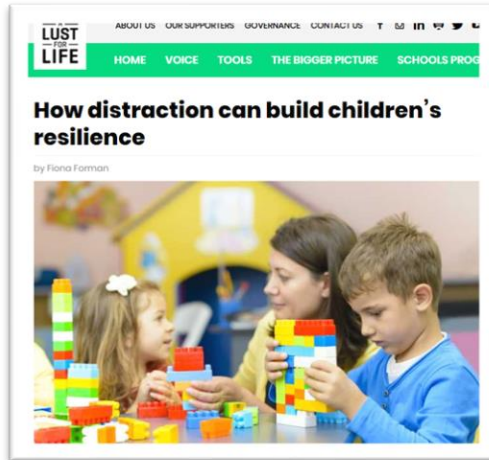 LUST
FOR
LIFE
ABOUT US OUR SUPPORTERS GOVERNANCE CONTACT US
HOME VOICE TOOLS THE BIGGER PICTURE SCHOOLS PROG
How distraction can build children's
resilience
by Fiona Forman